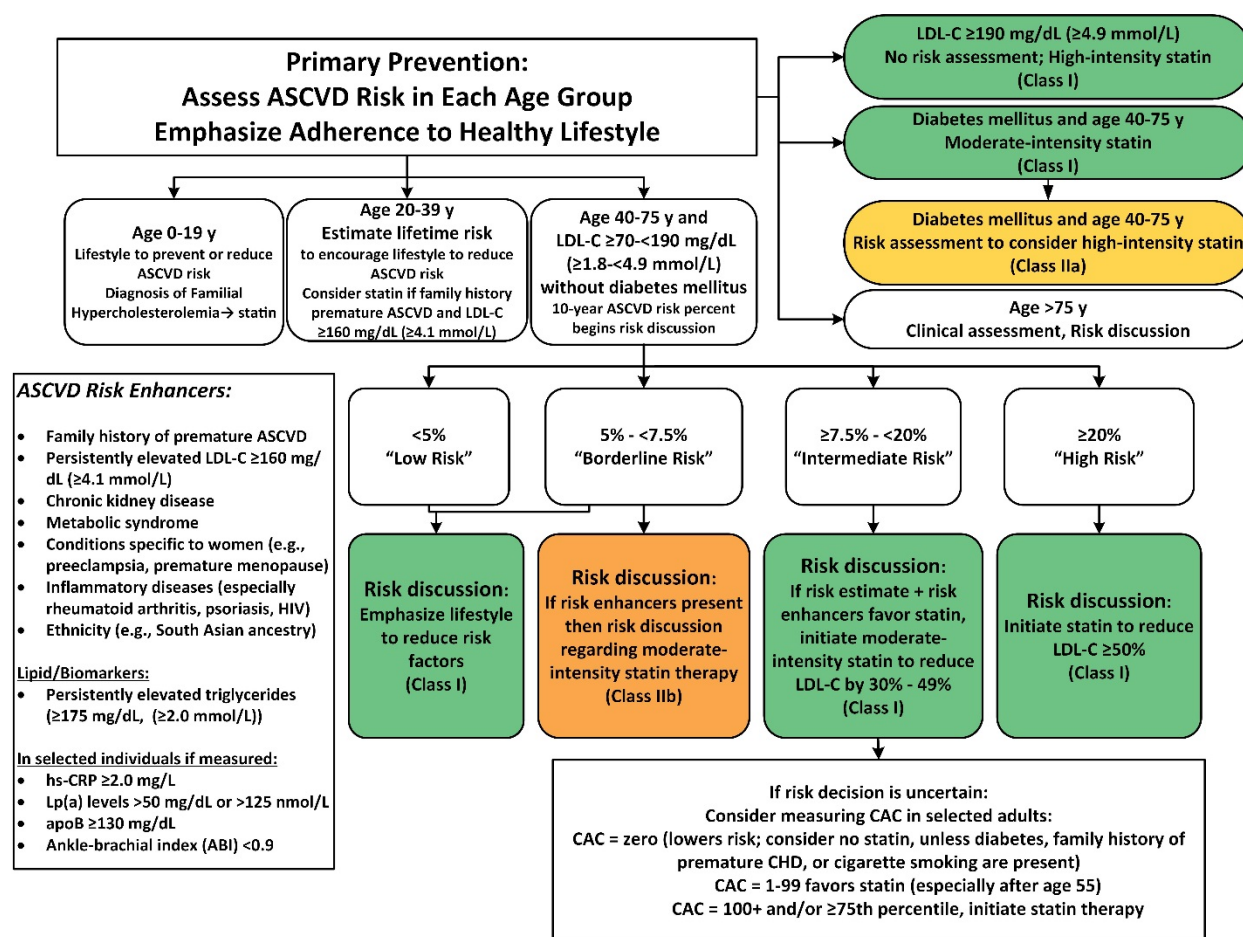 Primary Prevention:
Assess ASCVD Risk in Each Age Group
Emphasize Adherence to Healthy Lifestyle
LDL-C ≥190 mg/dL (≥4.9 mmol/L)
No risk assessment; High-intensity statin
(Class I)
Diabetes mellitus and age 40-75 y
Moderate-intensity statin
(Class I)
Diabetes mellitus and age 40-75 y
Risk assessment to consider high-intensity statin
(Class IIa)
Age >75 y
Clinical assessment, Risk discussion
Age 0-19 y
Lifestyle to prevent or reduce
ASCVD risk
Diagnosis of Familial
Hypercholesterolemia→ statin
Age 20-39 y
Estimate lifetime risk
to encourage lifestyle to reduce
ASCVD risk
Consider statin if family history
premature ASCVD and LDL-C
≥160 mg/dL (≥4.1 mmol/L)
Age 40-75 y and
LDL-C ≥70-<190 mg/dL
(≥1.8-<4.9 mmol/L)
without diabetes mellitus
10-year ASCVD risk percent
begins risk discussion
<5%
“Low Risk”
5% - <7.5%
“Borderline Risk”
≥7.5% - <20%
“Intermediate Risk”
≥20%
“High Risk”
Risk discussion:
Emphasize lifestyle
to reduce risk
factors
(Class I)
Risk discussion:
If risk enhancers present
then risk discussion
regarding moderate-
intensity statin therapy
(Class IIb)
Risk discussion:
If risk estimate + risk
enhancers favor statin,
initiate moderate-
intensity statin to reduce
LDL-C by 30% - 49%
(Class I)
Risk discussion:
Initiate statin to reduce
LDL-C ≥50%
(Class I)
ASCVD Risk Enhancers:
• Family history of premature ASCVD
• Persistently elevated LDL-C ≥160 mg/
dL (≥4.1 mmol/L)
• Chronic kidney disease
• Metabolic syndrome
• Conditions specific to women (e.g.,
preeclampsia, premature menopause)
• Inflammatory diseases (especially
rheumatoid arthritis, psoriasis, HIV)
• Ethnicity (e.g., South Asian ancestry)
Lipid/Biomarkers:
• Persistently elevated triglycerides
(≥175 mg/dL, (≥2.0 mmol/L))
In selected individuals if measured:
• hs-CRP ≥2.0 mg/L
• Lp(a) levels >50 mg/dL or >125 nmol/L
• apoB ≥130 mg/dL
• Ankle-brachial index (ABI) <0.9
If risk decision is uncertain:
Consider measuring CAC in selected adults:
CAC = zero (lowers risk; consider no statin, unless diabetes, family history of
premature CHD, or cigarette smoking are present)
CAC = 1-99 favors statin (especially after age 55)
CAC = 100+ and/or ≥75th percentile, initiate statin therapy